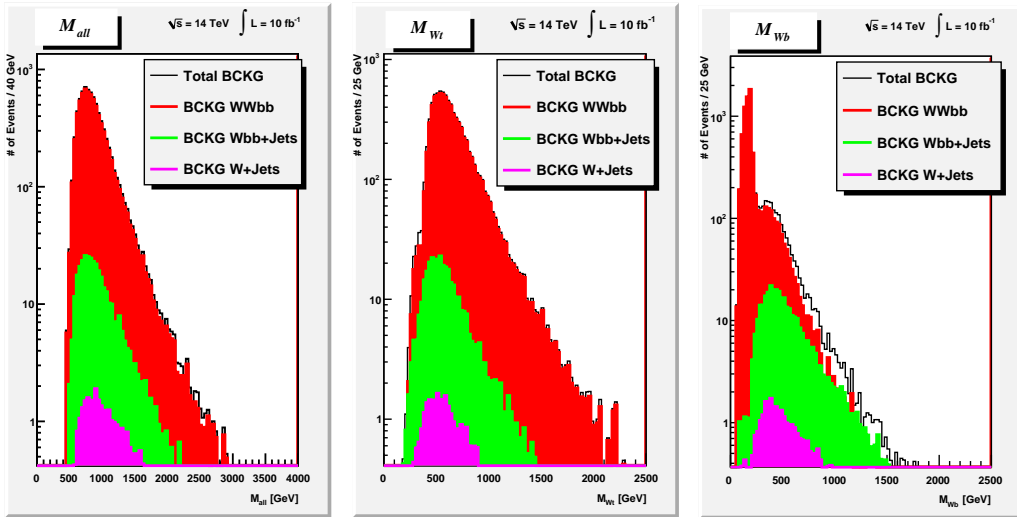 M_all
√s = 14 TeV ∫ L = 10 fb⁻¹
# of Events / 40 GeV
10³
10²
10
1
Total BCKG
BCKG WWbb
BCKG Wbb+Jets
BCKG W+Jets
0 500 1000 1500 2000 2500 3000 3500 4000
M_all [GeV]
M_Wt
√s = 14 TeV ∫ L = 10 fb⁻¹
# of Events / 25 GeV
10³
10²
10
1
Total BCKG
BCKG WWbb
BCKG Wbb+Jets
BCKG W+Jets
0 500 1000 1500 2000 2500
M_Wt [GeV]
M_Wb
√s = 14 TeV ∫ L = 10 fb⁻¹
# of Events / 25 GeV
10³
10²
10
1
Total BCKG
BCKG WWbb
BCKG Wbb+Jets
BCKG W+Jets
0 500 1000 1500 2000 2500
M_Wb [GeV]